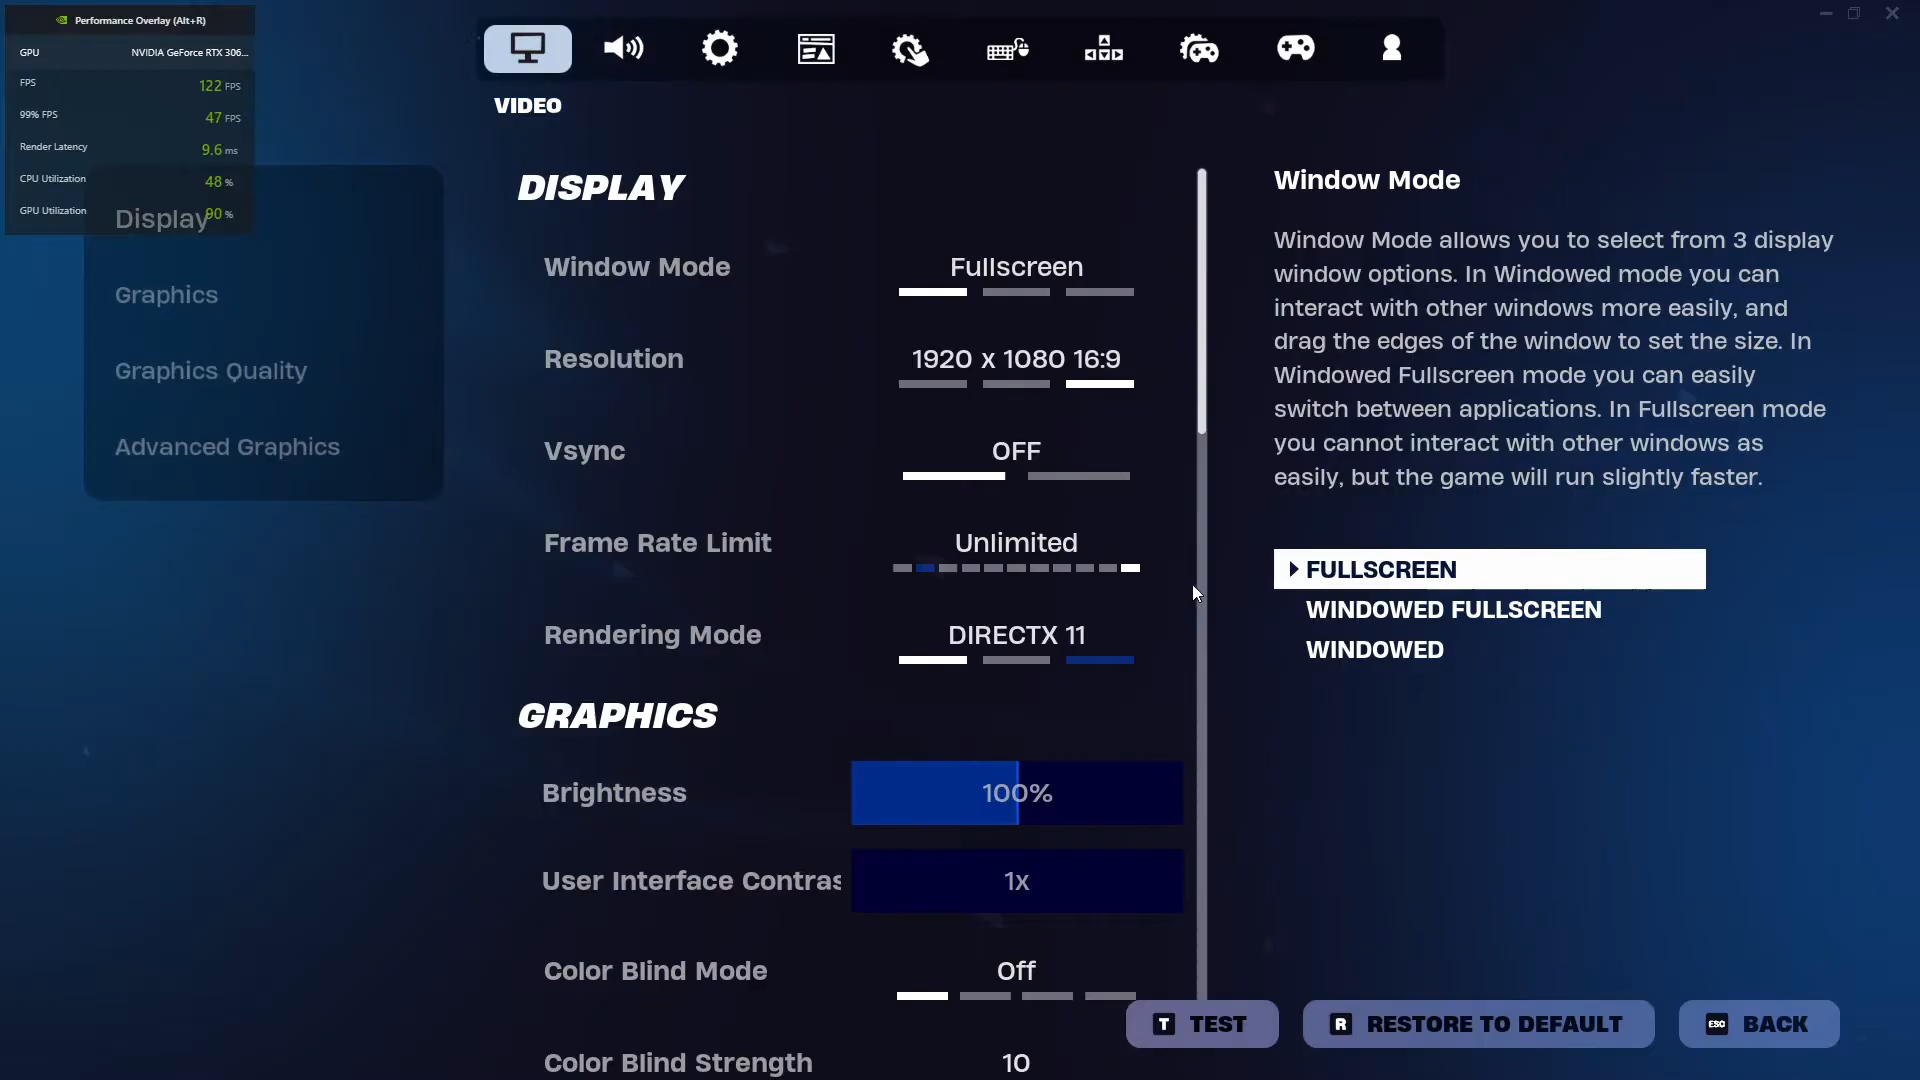 Performance Overlay (Alt+R)
GPU NVIDIA GeForce RTX 306...
FPS 122 FPS
99% FPS 47 FPS
Render Latency 9.6 ms
CPU Utilization 48 %
GPU Utilization 90 %
Display
Graphics
Graphics Quality
Advanced Graphics
VIDEO
DISPLAY
Window Mode Fullscreen
Resolution 1920 x 1080 16:9
Vsync OFF
Frame Rate Limit Unlimited
Rendering Mode DIRECTX 11
GRAPHICS
Brightness 100%
User Interface Contras 1x
Color Blind Mode Off
Color Blind Strength 10
Window Mode
Window Mode allows you to select from 3 display
window options. In Windowed mode you can
interact with other windows more easily, and
drag the edges of the window to set the size. In
Windowed Fullscreen mode you can easily
switch between applications. In Fullscreen mode
you cannot interact with other windows as
easily, but the game will run slightly faster.
FULLSCREEN
WINDOWED FULLSCREEN
WINDOWED
T TEST
R RESTORE TO DEFAULT
ESC BACK